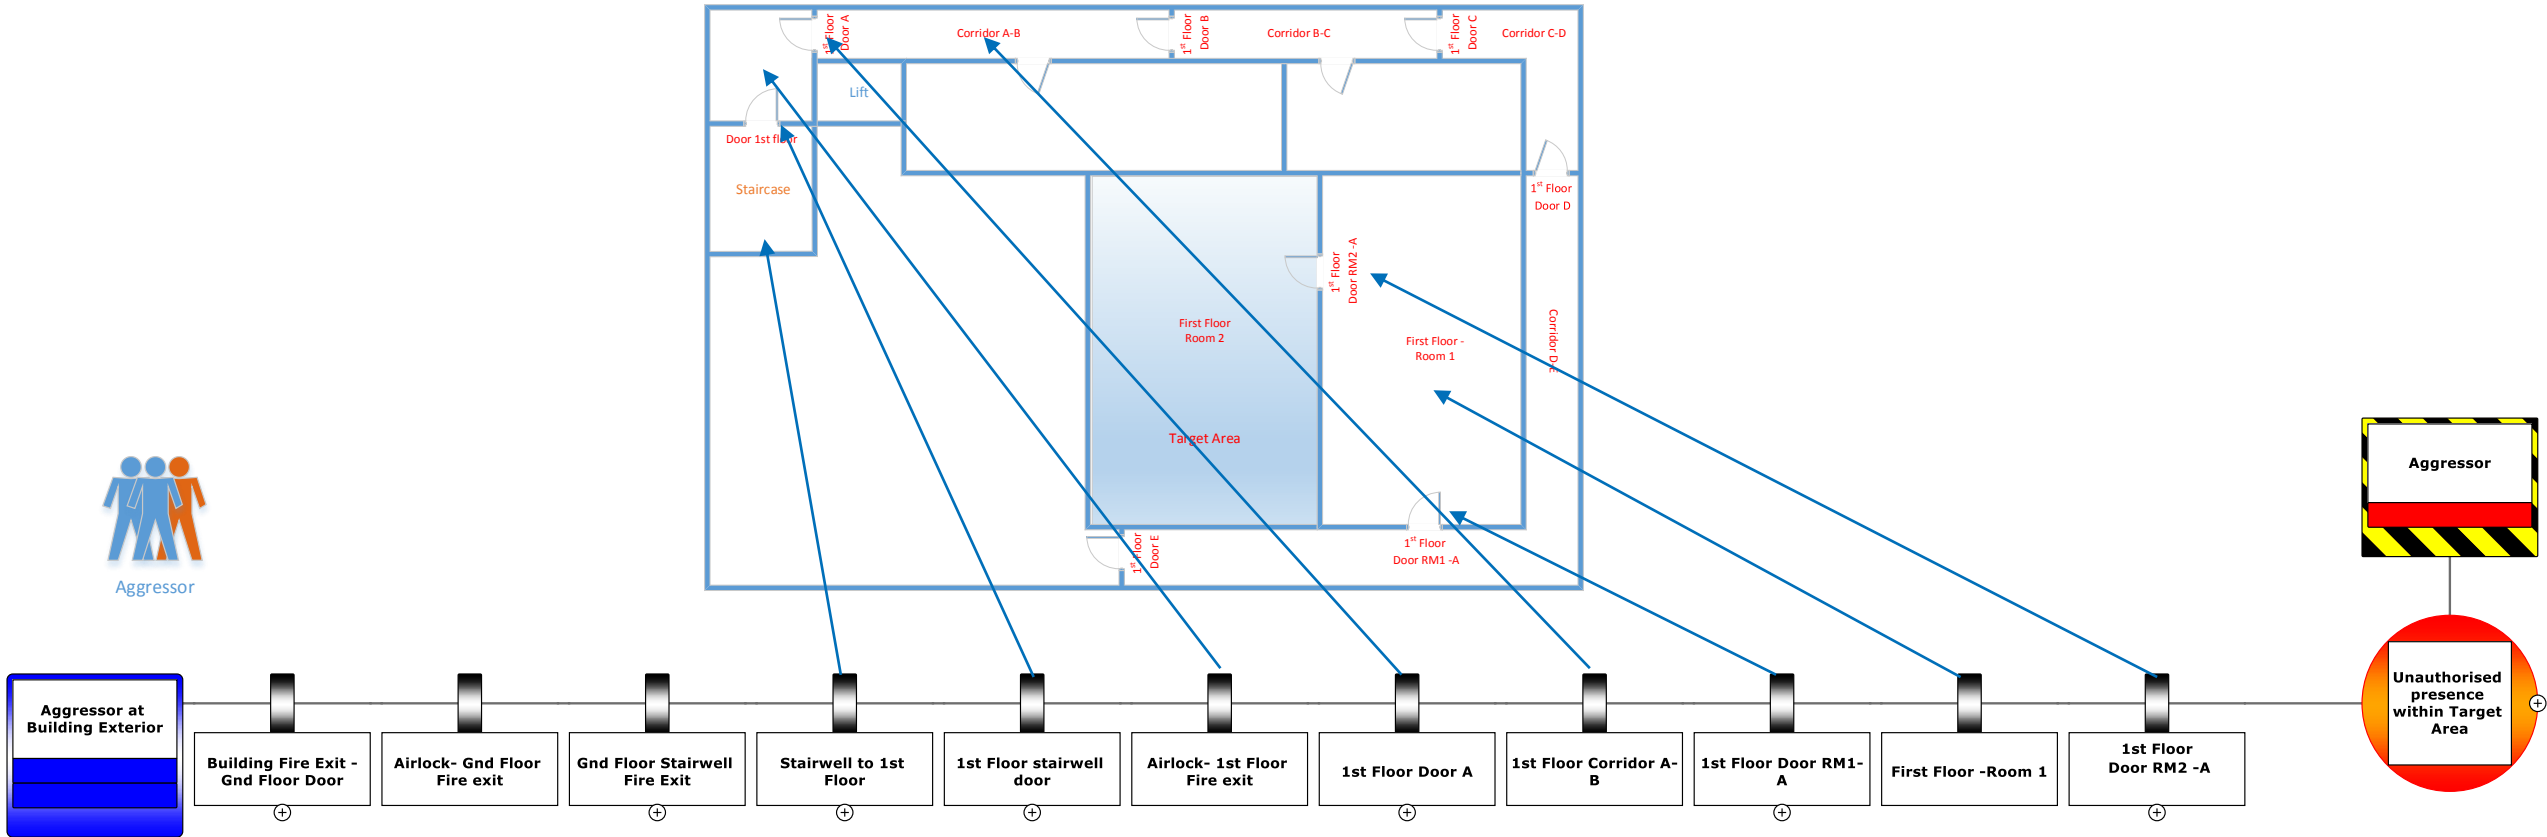 1st Floor
Door A
Corridor A-B
1st Floor
Door B
Corridor B-C
1st Floor
Door C
Corridor C-D
Lift
Door 1st floor
Staircase
1st Floor
Door D
1st Floor
Door RM2 -A
First Floor
Room 2
First Floor -
Room 1
Corridor D-E
Target Area
1st Floor
Door E
1st Floor
Door RM1 -A
Aggressor
Aggressor
Aggressor at
Building Exterior
Building Fire Exit -
Gnd Floor Door
Airlock- Gnd Floor
Fire exit
Gnd Floor Stairwell
Fire Exit
Stairwell to 1st
Floor
1st Floor stairwell
door
Airlock- 1st Floor
Fire exit
1st Floor Door A
1st Floor Corridor A-
B
1st Floor Door RM1-
A
First Floor -Room 1
1st Floor
Door RM2 -A
Unauthorised
presence
within Target
Area